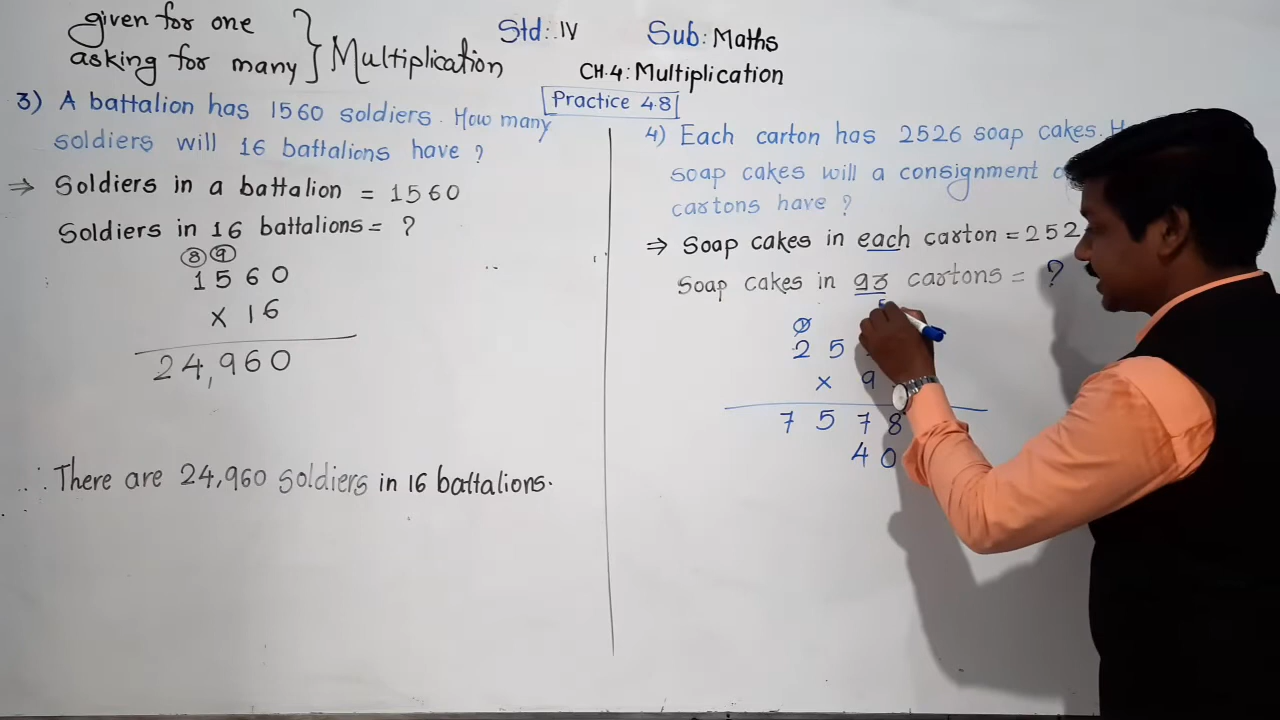 given for one
asking for many } Multiplication
Std: IV Sub: Maths
CH.4: Multiplication
Practice 4.8
3) A battalion has 1560 soldiers. How many
soldiers will 16 battalions have ?
⇒ Soldiers in a battalion = 1560
Soldiers in 16 battalions = ?
8 9
1560
× 16
24,960
∴ There are 24,960 soldiers in 16 battalions.
4) Each carton has 2526 soap cakes.
soap cakes will a consignment
cartons have ?
⇒ Soap cakes in each carton = 252
Soap cakes in 93 cartons = ?
2 5
× 9
7 5 7 8
4 0